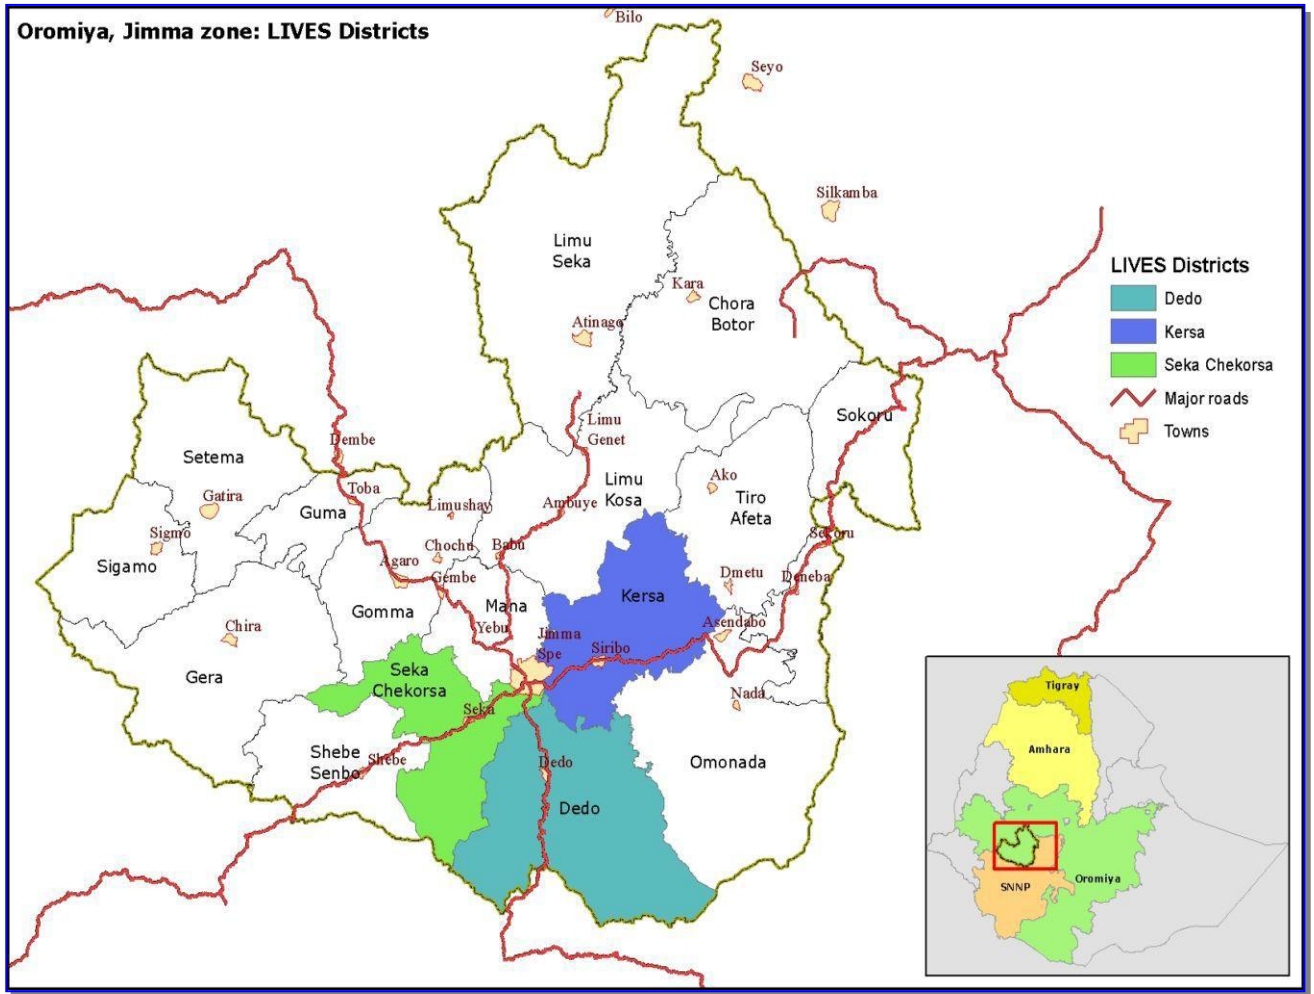 Oromiya, Jimma zone: LIVES Districts
Bilo
Seyo
Silkamba
Limu
Seka
Kara
Chora
Botor
Atinago
LIVES Districts
Dedo
Kersa
Seka Chekorsa
Major roads
Towns
Sokoru
Limu
Genet
Dembe
Setema
Toba
Gatira
Guma
Limushay
Ambuye
Limu
Kosa
Ako
Tiro
Afeta
Sigmo
Sigamo
Chochu
Babu
Sekoru
Agaro
Gembe
Dmetu
Deneba
Gomma
Mana
Kersa
Chira
Yebu
Jimma
Spe
Siribo
Asendabo
Gera
Seka
Chekorsa
Nada
Seka
Shebe
Senbo
Shebe
Dedo
Omonada
Dedo
Tigray
Amhara
Oromiya
SNNP